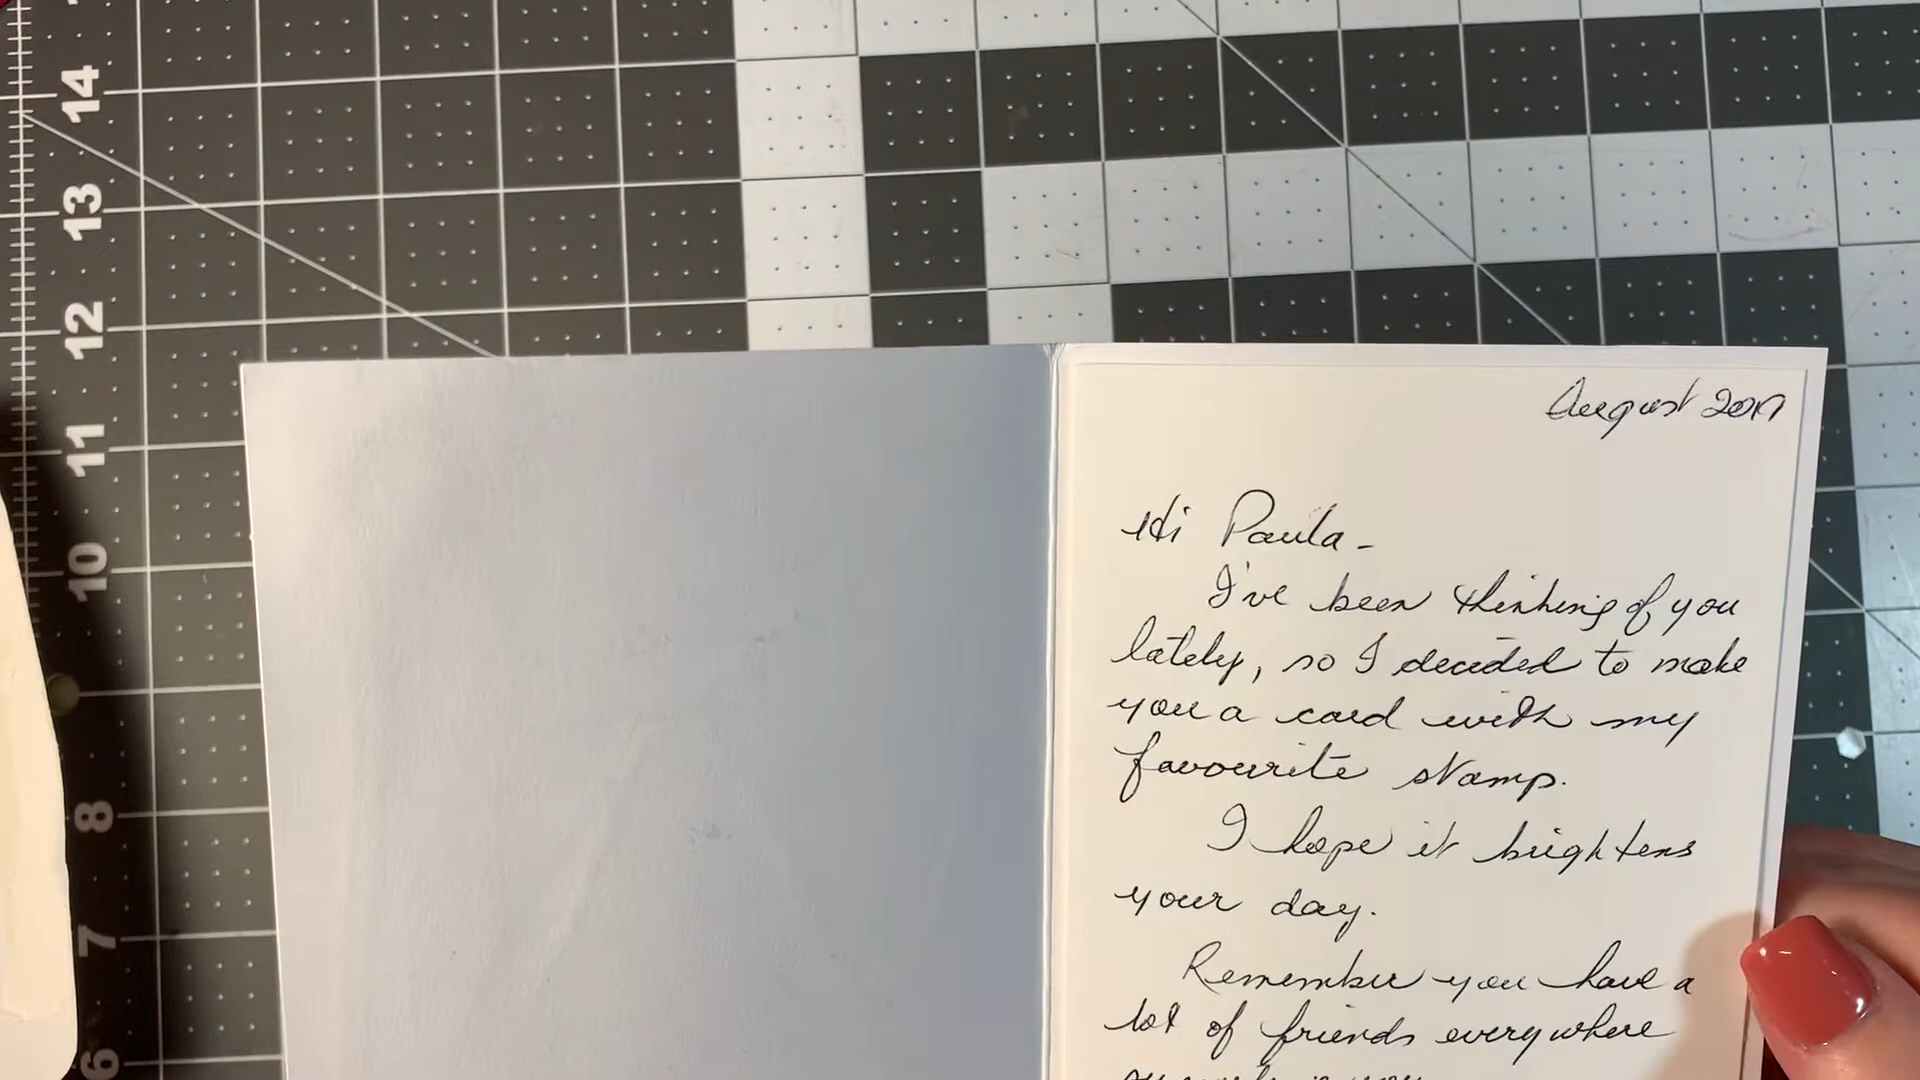 14
13
12
11
10
8
7
6
August 2017
Hi Paula -
I've been thinking of you
lately, so I decided to make
you a card with my
favourite stamp.
I hope it brightens
your day.
Remember you have a
lot of friends everywhere